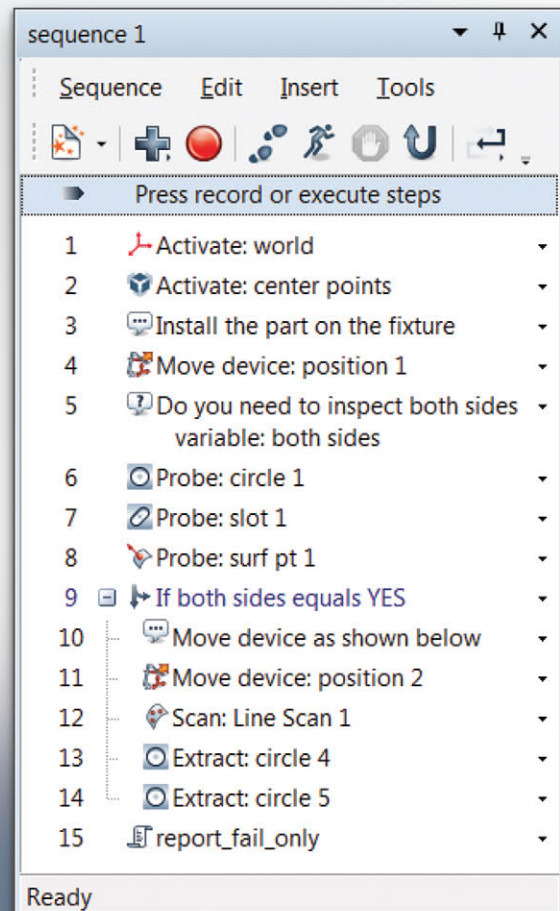 sequence 1
Sequence Edit Insert Tools
Press record or execute steps
1 Activate: world
2 Activate: center points
3 Install the part on the fixture
4 Move device: position 1
5 Do you need to inspect both sides
variable: both sides
6 Probe: circle 1
7 Probe: slot 1
8 Probe: surf pt 1
9 If both sides equals YES
10 Move device as shown below
11 Move device: position 2
12 Scan: Line Scan 1
13 Extract: circle 4
14 Extract: circle 5
15 report_fail_only
Ready